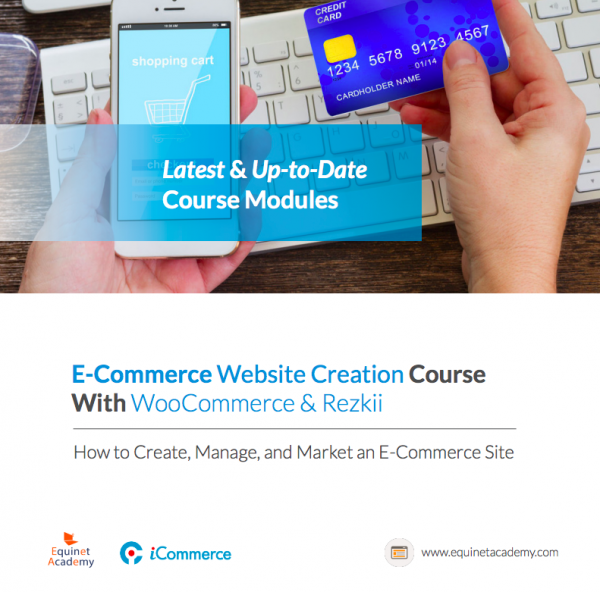 shopping cart
CREDIT
CARD
1234 5678 9123 4567
01/14
CARDHOLDER NAME
Latest & Up-to-Date
Course Modules
E-Commerce Website Creation Course
With WooCommerce & Rezkii
How to Create, Manage, and Market an E-Commerce Site
Equinet
Academy
iCommerce
www.equinetacademy.com